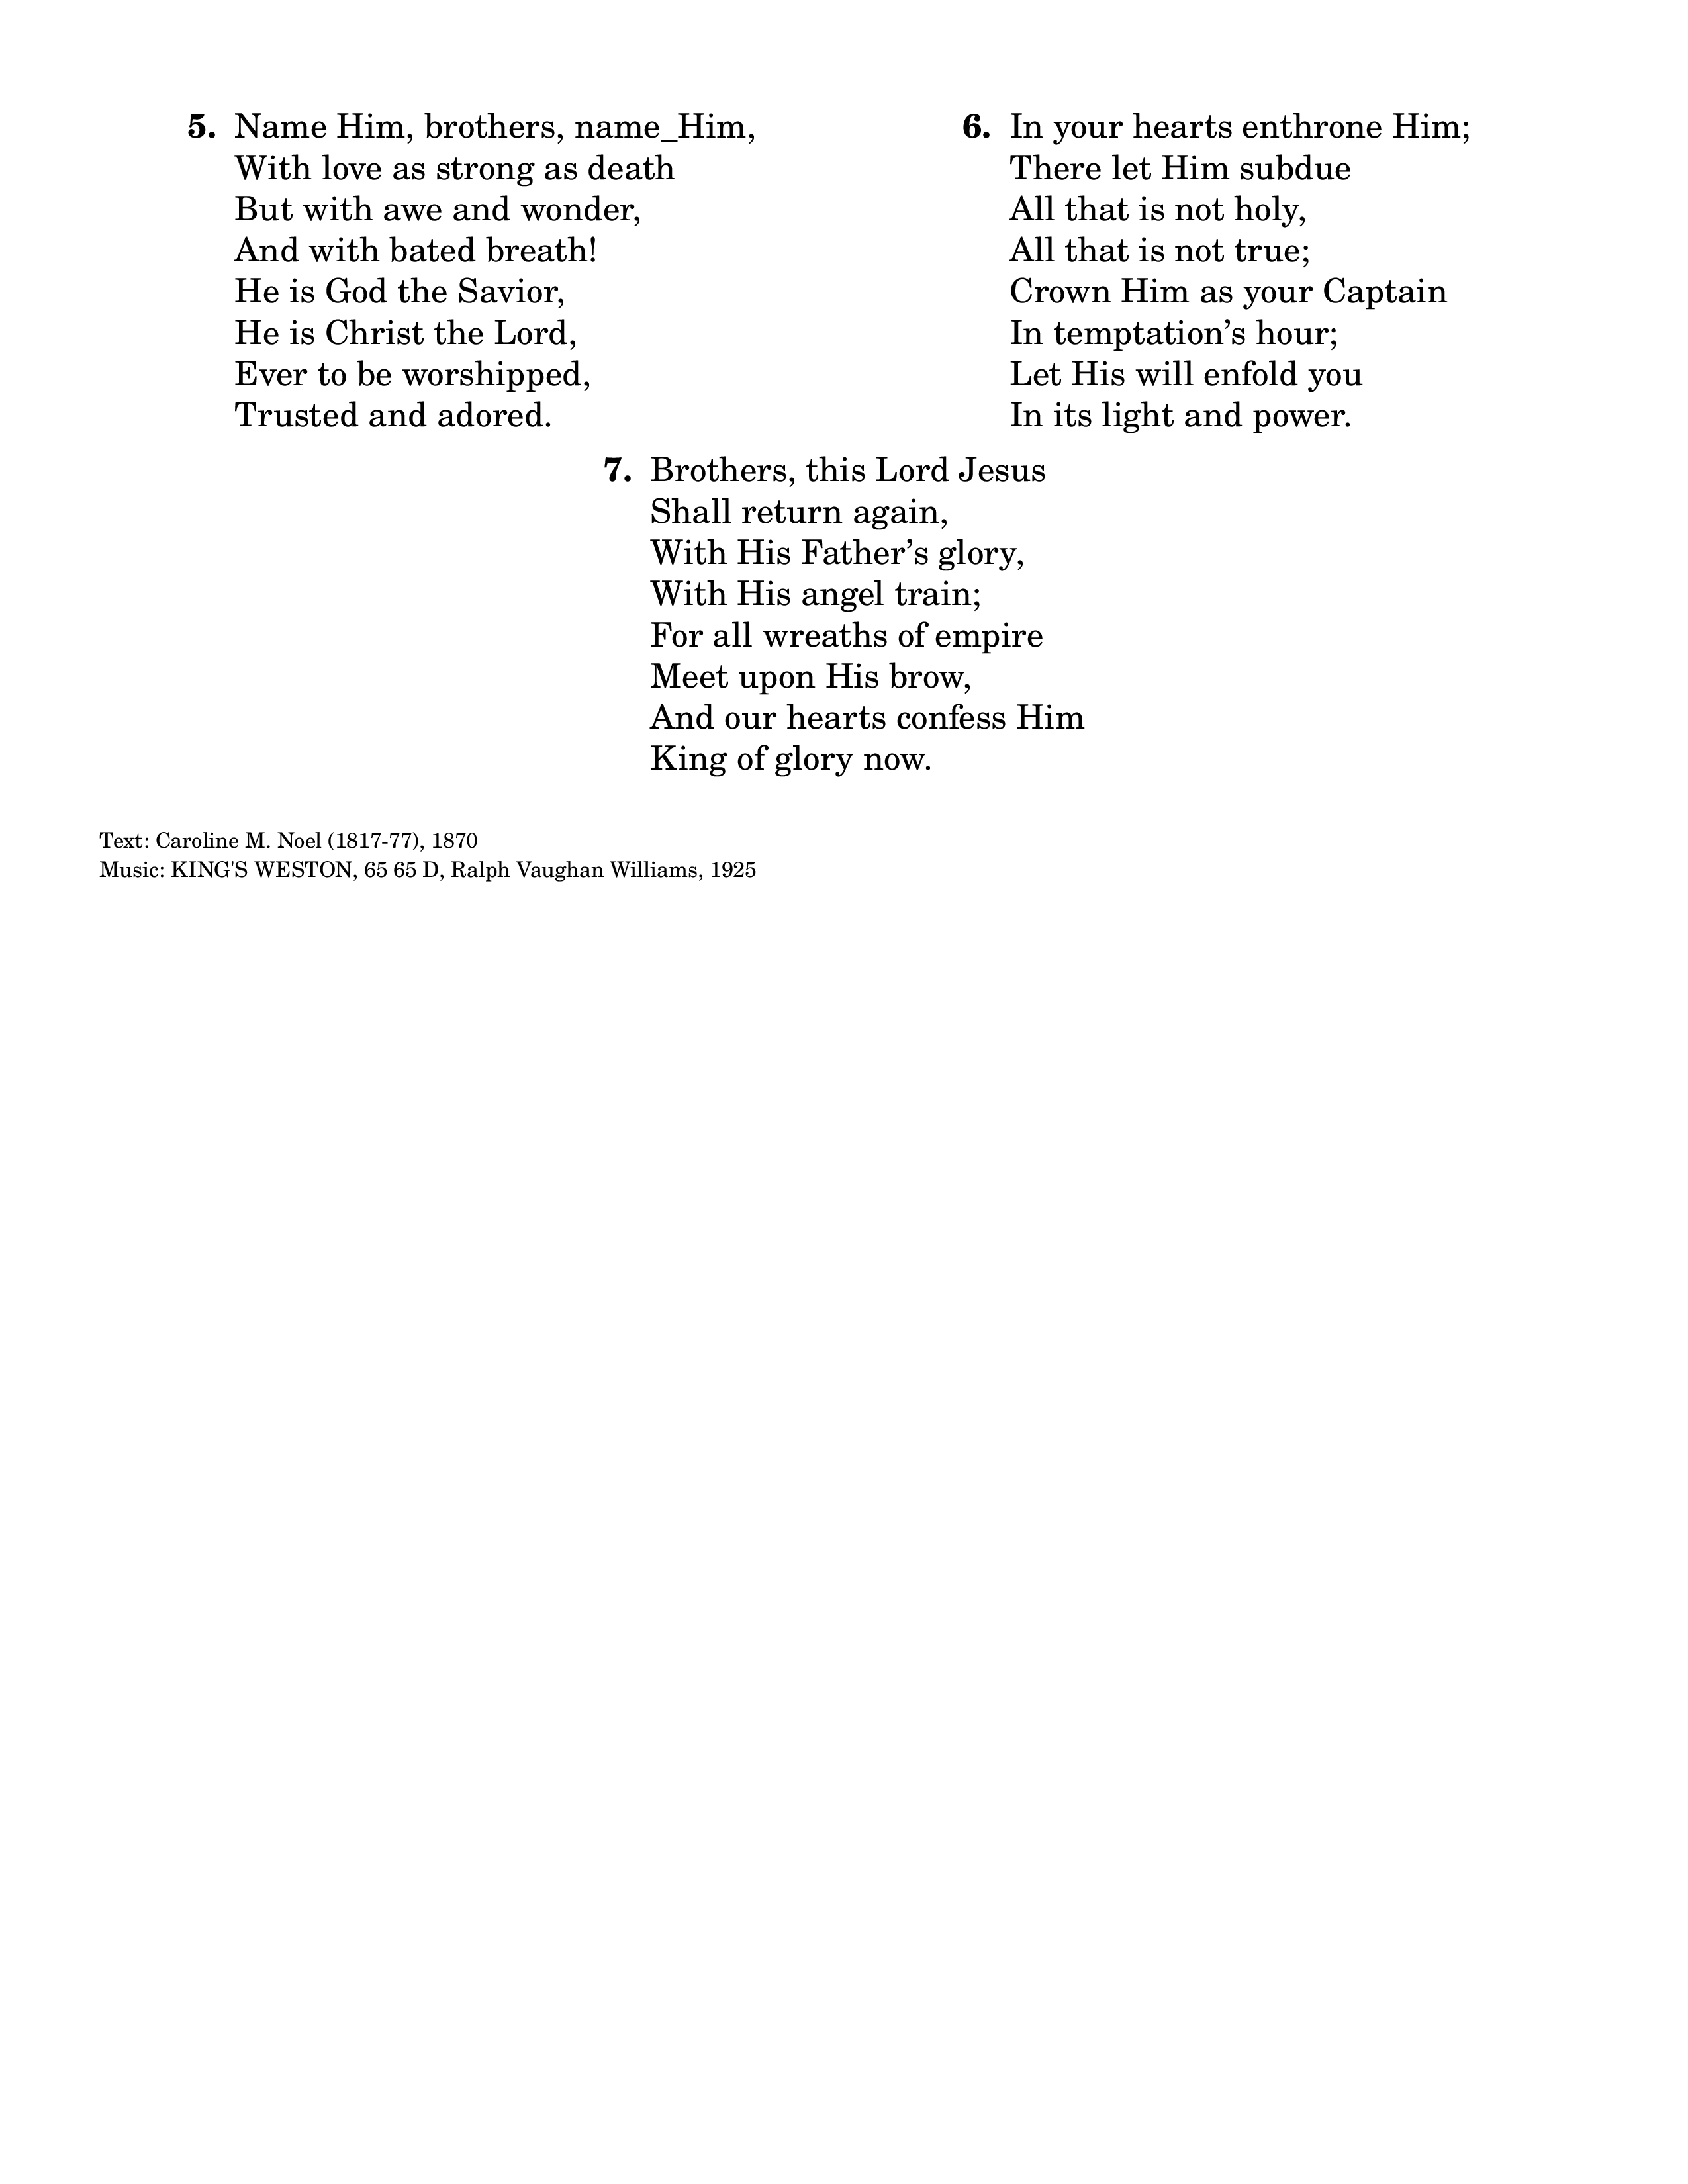 5. Name Him, brothers, name_Him,
With love as strong as death
But with awe and wonder,
And with bated breath!
He is God the Savior,
He is Christ the Lord,
Ever to be worshipped,
Trusted and adored.
6. In your hearts enthrone Him;
There let Him subdue
All that is not holy,
All that is not true;
Crown Him as your Captain
In temptation’s hour;
Let His will enfold you
In its light and power.
7. Brothers, this Lord Jesus
Shall return again,
With His Father’s glory,
With His angel train;
For all wreaths of empire
Meet upon His brow,
And our hearts confess Him
King of glory now.
Text: Caroline M. Noel (1817-77), 1870
Music: KING'S WESTON, 65 65 D, Ralph Vaughan Williams, 1925